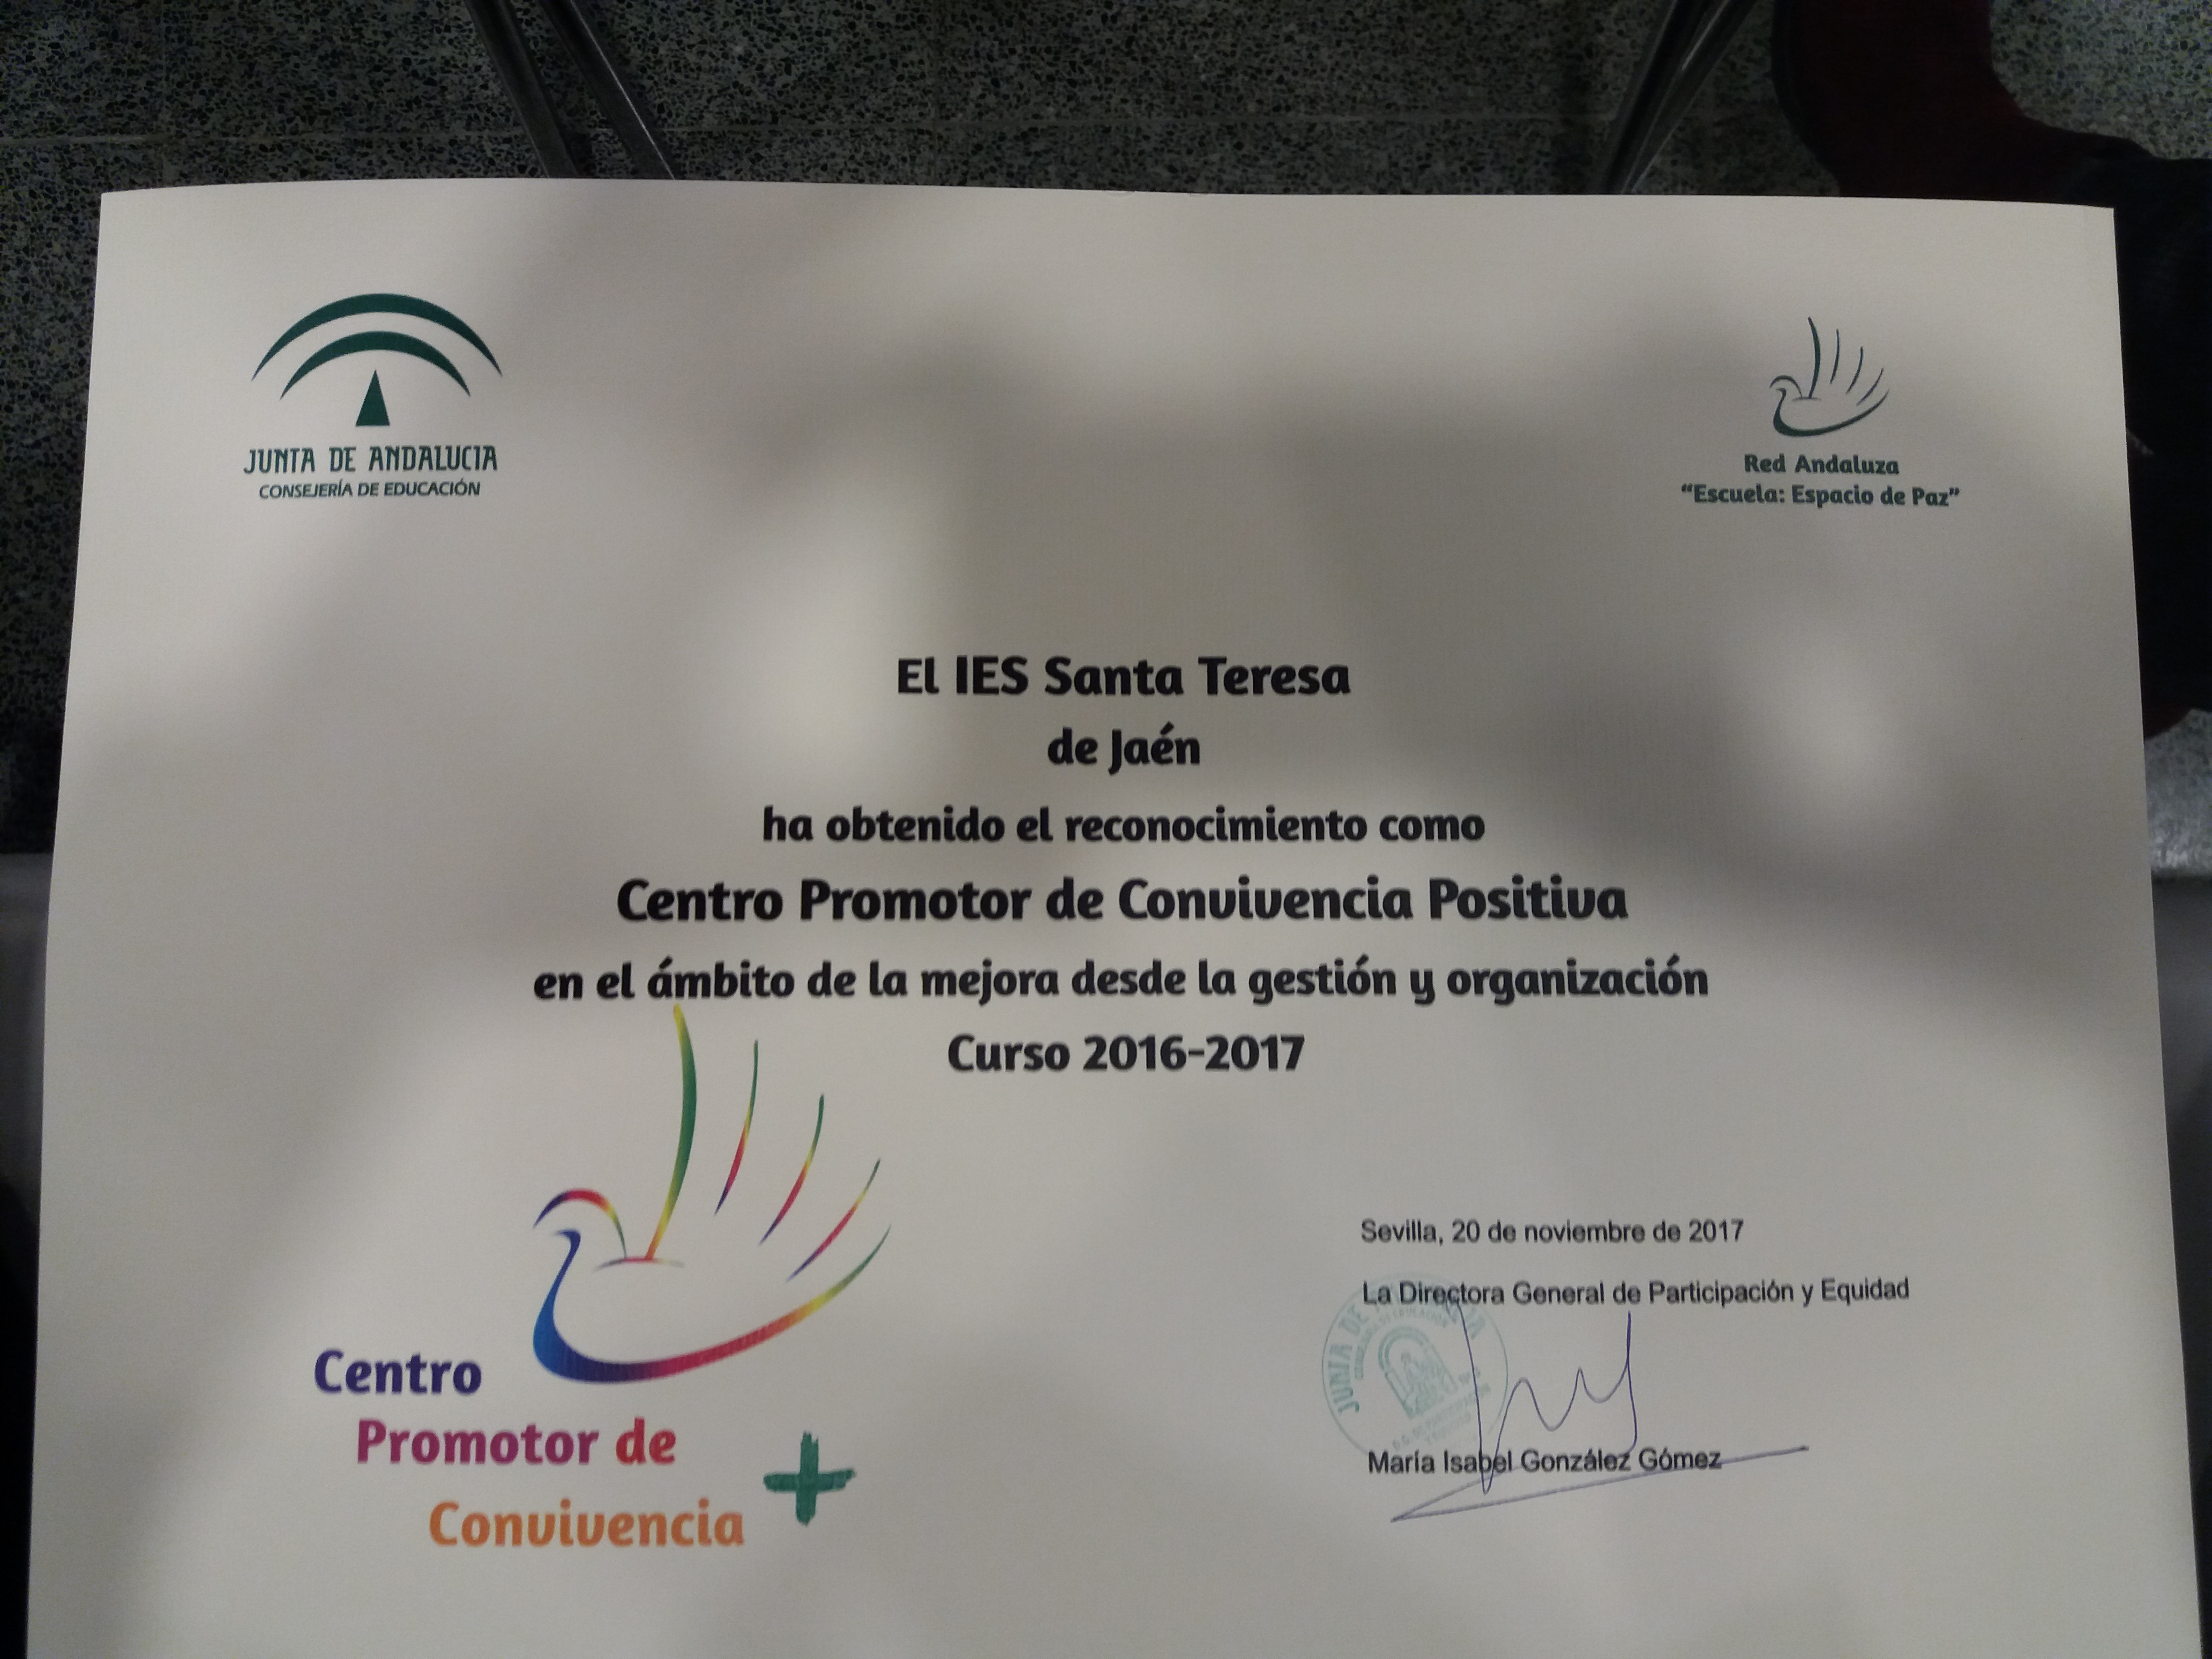 JUNTA DE ANDALUCIA
CONSEJERÍA DE EDUCACIÓN
Red Andaluza
“Escuela: Espacio de Paz”
El IES Santa Teresa
de Jaén
ha obtenido el reconocimiento como
Centro Promotor de Convivencia Positiva
en el ámbito de la mejora desde la gestión y organización
Curso 2016-2017
Centro
Promotor de
Convivencia +
Sevilla, 20 de noviembre de 2017
La Directora General de Participación y Equidad
JUNTA DE
María Isabel González Gómez